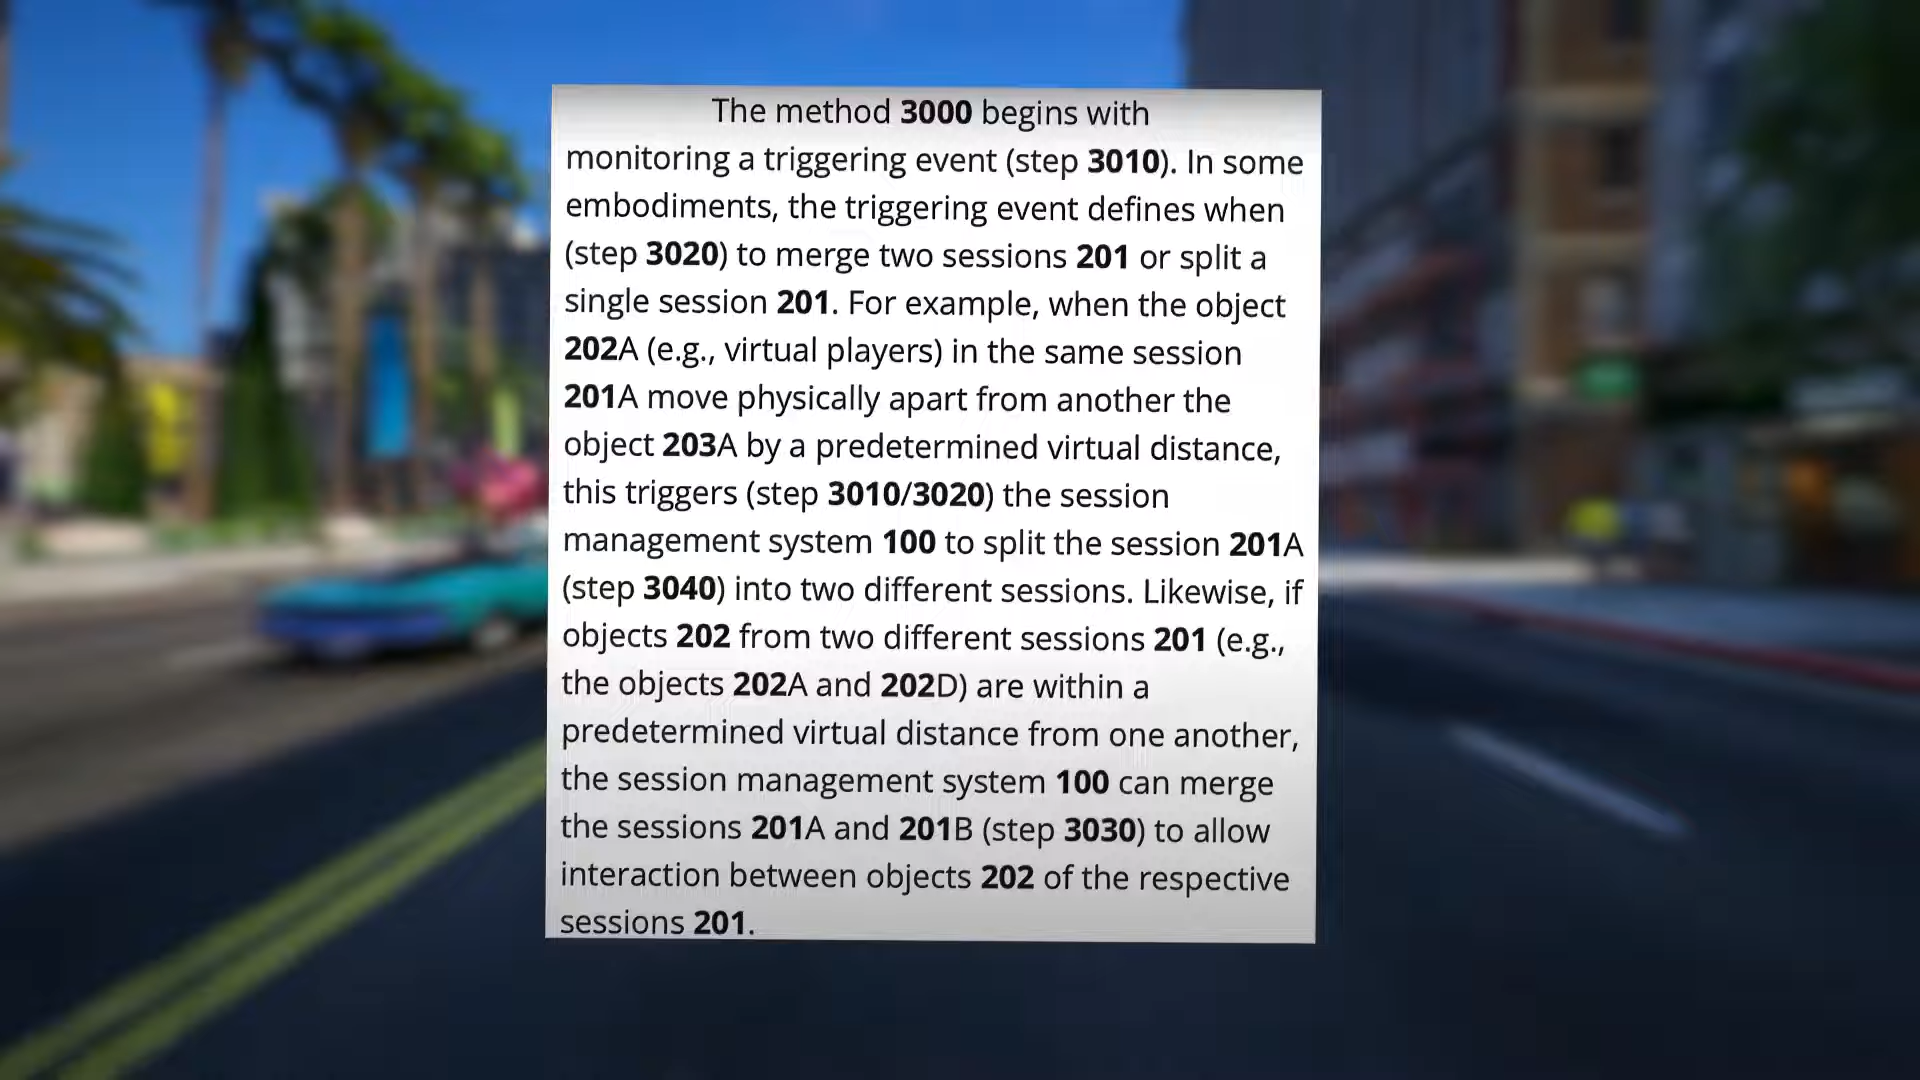 The method 3000 begins with
monitoring a triggering event (step 3010). In some
embodiments, the triggering event defines when
(step 3020) to merge two sessions 201 or split a
single session 201. For example, when the object
202A (e.g., virtual players) in the same session
201A move physically apart from another the
object 203A by a predetermined virtual distance,
this triggers (step 3010/3020) the session
management system 100 to split the session 201A
(step 3040) into two different sessions. Likewise, if
objects 202 from two different sessions 201 (e.g.,
the objects 202A and 202D) are within a
predetermined virtual distance from one another,
the session management system 100 can merge
the sessions 201A and 201B (step 3030) to allow
interaction between objects 202 of the respective
sessions 201.